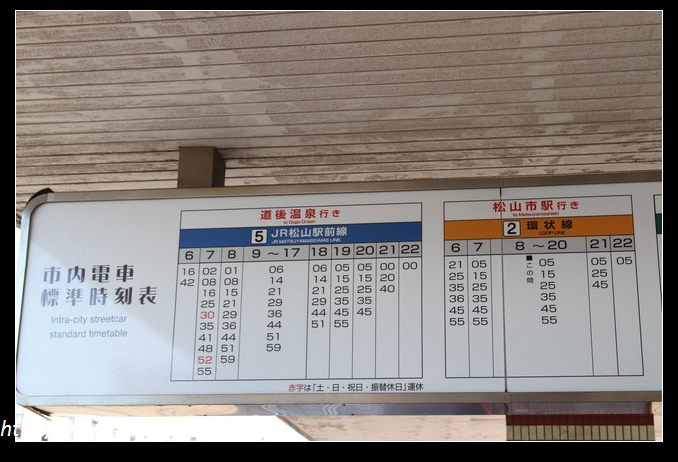 市内電車
標準時刻表
Intra-city streetcar
standard timetable
道後温泉行き
to Dogo Onsen
5 JR松山駅前線
JR MATSUYAMAEKI-MAE LINE
6 7 8 9 ～ 17 18 19 20 21 22
16 02 01 06 06 05 05 00 00
42 08 08 14 14 15 15 20
16 15 21 21 25 25 40
25 21 29 29 35 35
30 29 36 36 45 45
35 36 44 44 55
41 44 51 51
48 51 59
52 59
55
赤字は「土・日・祝日・振替休日」運休
松山市駅行き
to Matsuyamashieki
2 環状線
LOOP LINE
6 7 8 ～ 20 21 22
21 05 この間 05 05 05
25 15 15 25
35 25 25 45
36 35 35
45 45 45
55 55 55
ht